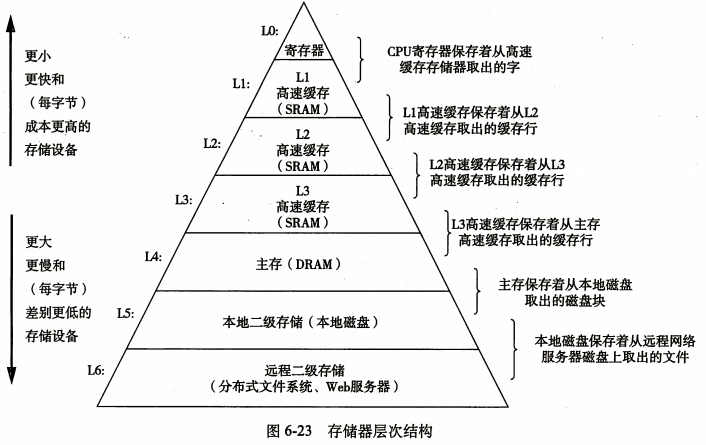 L0:
寄存器
CPU寄存器保存着从高速
缓存存储器取出的字
更小
更快和
（每字节）
成本更高的
存储设备
L1:
L1
高速缓存
（SRAM）
L1高速缓存保存着从L2
高速缓存取出的缓存行
L2:
L2
高速缓存
（SRAM）
L2高速缓存保存着从L3
高速缓存取出的缓存行
L3:
L3
高速缓存
（SRAM）
L3高速缓存保存着从主存
高速缓存取出的缓存行
更大
更慢和
（每字节）
差别更低的
存储设备
L4:
主存（DRAM）
主存保存着从本地磁盘
取出的磁盘块
L5:
本地二级存储（本地磁盘）
本地磁盘保存着从远程网络
服务器磁盘上取出的文件
L6:
远程二级存储
（分布式文件系统、Web服务器）
图 6-23 存储器层次结构